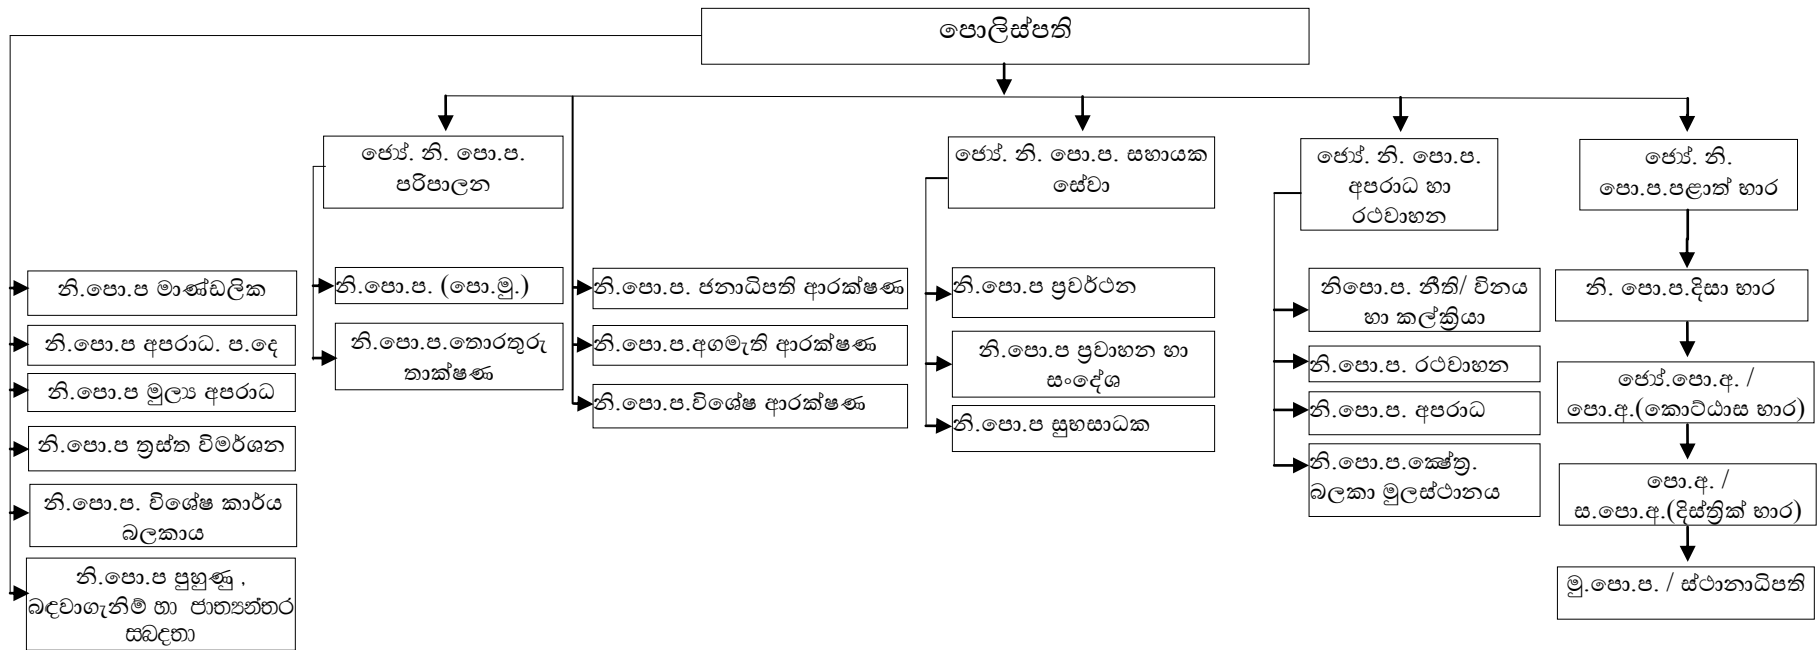 පොලිස්පති
ජ්‍යේ. නි. පො.ප.
පරිපාලන
ජ්‍යේ. නි. පො.ප. සහායක
සේවා
ජ්‍යේ. නි. පො.ප.
අපරාධ හා
රථවාහන
ජ්‍යේ. නි.
පො.ප.පළාත් භාර
නි.පො.ප මාණ්ඩලික
නි.පො.ප අපරාධ. ප.දෙ
නි.පො.ප මුල්‍ය අපරාධ
නි.පො.ප ත්‍රස්ත විමර්ශන
නි.පො.ප. විශේෂ කාර්ය
බලකාය
නි.පො.ප පුහුණු ,
බඳවාගැනිම් හා ජාත්‍යන්තර
සබදතා
නි.පො.ප. (පො.මු.)
නි.පො.ප.තොරතුරු
තාක්ෂණ
නි.පො.ප. ජනාධිපති ආරක්ෂණ
නි.පො.ප.අගමැති ආරක්ෂණ
නි.පො.ප.විශේෂ ආරක්ෂණ
නි.පො.ප ප්‍රවර්ථන
නි.පො.ප ප්‍රවාහන හා
සංදේශ
නි.පො.ප සුභසාධක
නිපො.ප. නීති/ විනය
හා කල්ක්‍රියා
නි.පො.ප. රථවාහන
නි.පො.ප. අපරාධ
නි.පො.ප.ක්‍ෂේත්‍ර.
බලකා මුලස්ථානය
නි. පො.ප.දිසා භාර
ජ්‍යේ.පො.අ. /
පො.අ.(කොට්ඨාස භාර)
පො.අ. /
ස.පො.අ.(දිස්ත්‍රික් භාර)
මු.පො.ප. / ස්ථානාධිපති